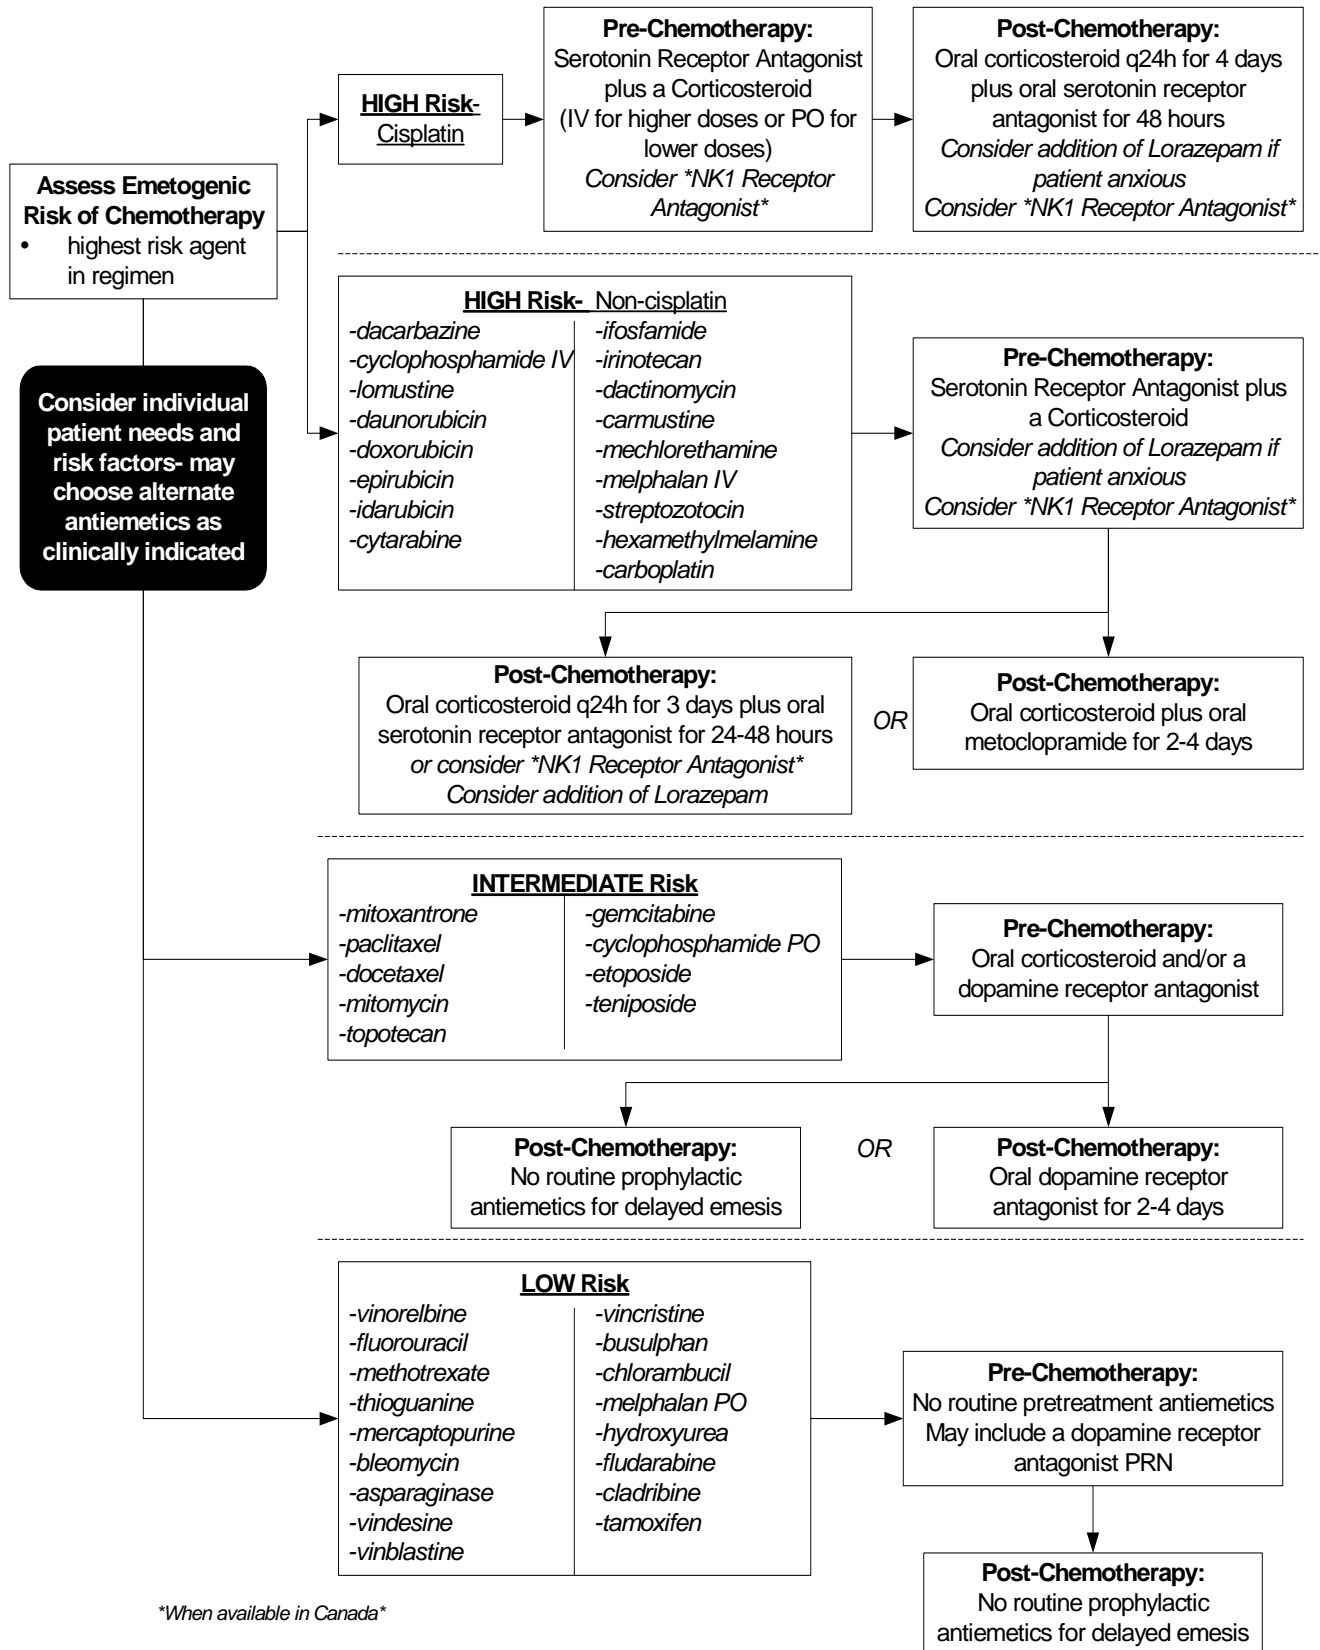 Assess Emetogenic
Risk of Chemotherapy
• highest risk agent
in regimen
Consider individual
patient needs and
risk factors- may
choose alternate
antiemetics as
clinically indicated
HIGH Risk-
Cisplatin
Pre-Chemotherapy:
Serotonin Receptor Antagonist
plus a Corticosteroid
(IV for higher doses or PO for
lower doses)
Consider *NK1 Receptor
Antagonist*
Post-Chemotherapy:
Oral corticosteroid q24h for 4 days
plus oral serotonin receptor
antagonist for 48 hours
Consider addition of Lorazepam if
patient anxious
Consider *NK1 Receptor Antagonist*
HIGH Risk- Non-cisplatin
-dacarbazine
-cyclophosphamide IV
-lomustine
-daunorubicin
-doxorubicin
-epirubicin
-idarubicin
-cytarabine
-ifosfamide
-irinotecan
-dactinomycin
-carmustine
-mechlorethamine
-melphalan IV
-streptozotocin
-hexamethylmelamine
-carboplatin
Pre-Chemotherapy:
Serotonin Receptor Antagonist plus
a Corticosteroid
Consider addition of Lorazepam if
patient anxious
Consider *NK1 Receptor Antagonist*
Post-Chemotherapy:
Oral corticosteroid q24h for 3 days plus oral
serotonin receptor antagonist for 24-48 hours
or consider *NK1 Receptor Antagonist*
Consider addition of Lorazepam
OR
Post-Chemotherapy:
Oral corticosteroid plus oral
metoclopramide for 2-4 days
INTERMEDIATE Risk
-mitoxantrone
-paclitaxel
-docetaxel
-mitomycin
-topotecan
-gemcitabine
-cyclophosphamide PO
-etoposide
-teniposide
Pre-Chemotherapy:
Oral corticosteroid and/or a
dopamine receptor antagonist
Post-Chemotherapy:
No routine prophylactic
antiemetics for delayed emesis
OR
Post-Chemotherapy:
Oral dopamine receptor
antagonist for 2-4 days
LOW Risk
-vinorelbine
-fluorouracil
-methotrexate
-thioguanine
-mercaptopurine
-bleomycin
-asparaginase
-vindesine
-vinblastine
-vincristine
-busulphan
-chlorambucil
-melphalan PO
-hydroxyurea
-fludarabine
-cladribine
-tamoxifen
Pre-Chemotherapy:
No routine pretreatment antiemetics
May include a dopamine receptor
antagonist PRN
Post-Chemotherapy:
No routine prophylactic
antiemetics for delayed emesis
*When available in Canada*